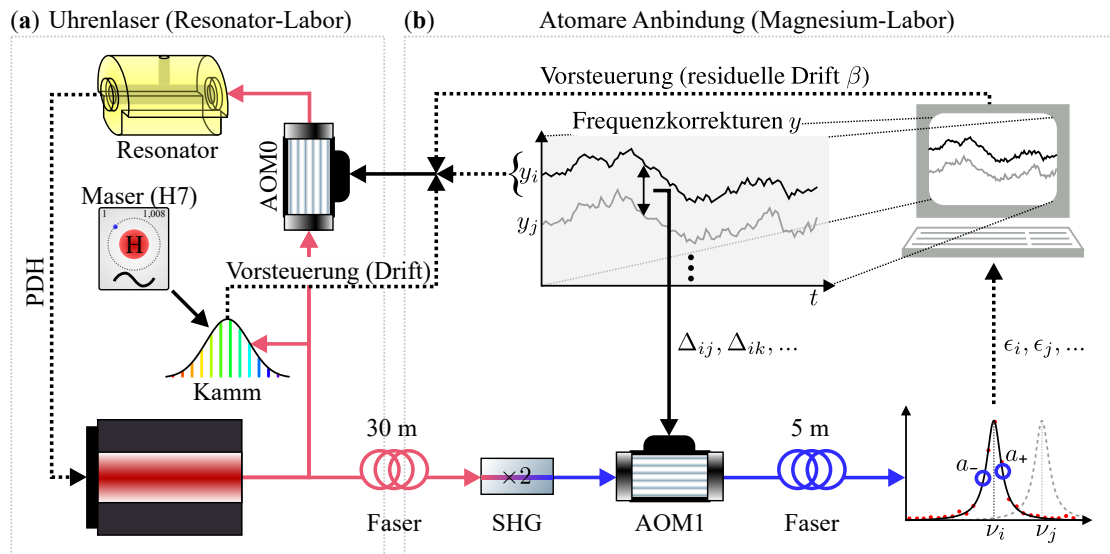 (a) Uhrenlaser (Resonator-Labor)
(b) Atomare Anbindung (Magnesium-Labor)
Vorsteuerung (residuelle Drift β)
Resonator
AOM0
Frequenzkorrekturen y
y_i
y_j
t
Maser (H7)
1 1,008
H
PDH
Vorsteuerung (Drift)
Kamm
Δ_ij, Δ_ik, ...
ϵ_i, ϵ_j, ...
30 m
Faser
×2
SHG
AOM1
5 m
Faser
a_- a_+
ν_i ν_j